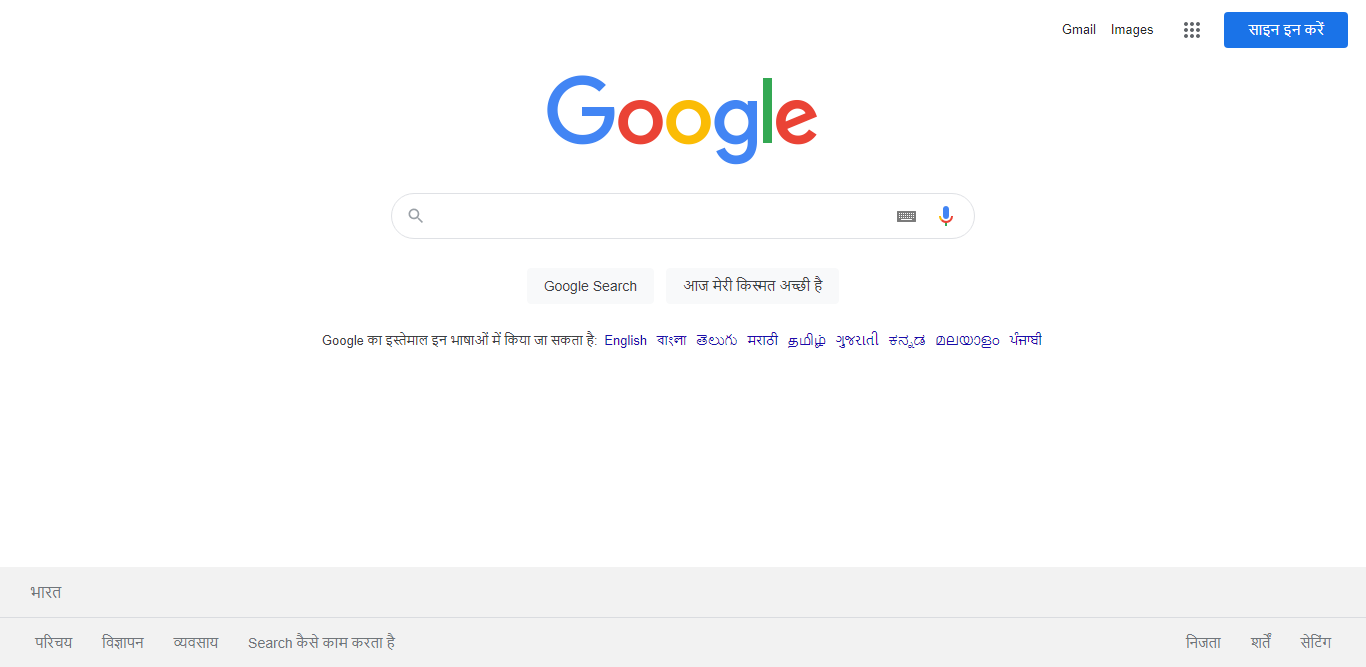 Gmail Images साइन इन करें
Google
Google Search आज मेरी किस्मत अच्छी है
Google का इस्तेमाल इन भाषाओं में किया जा सकता है: English বাংলা తెలుగు मराठी தமிழ் ગુજરાતી ಕನ್ನಡ മലയാളം ਪੰਜਾਬੀ
भारत
परिचय विज्ञापन व्यवसाय Search कैसे काम करता है निजता शर्तें सेटिंग